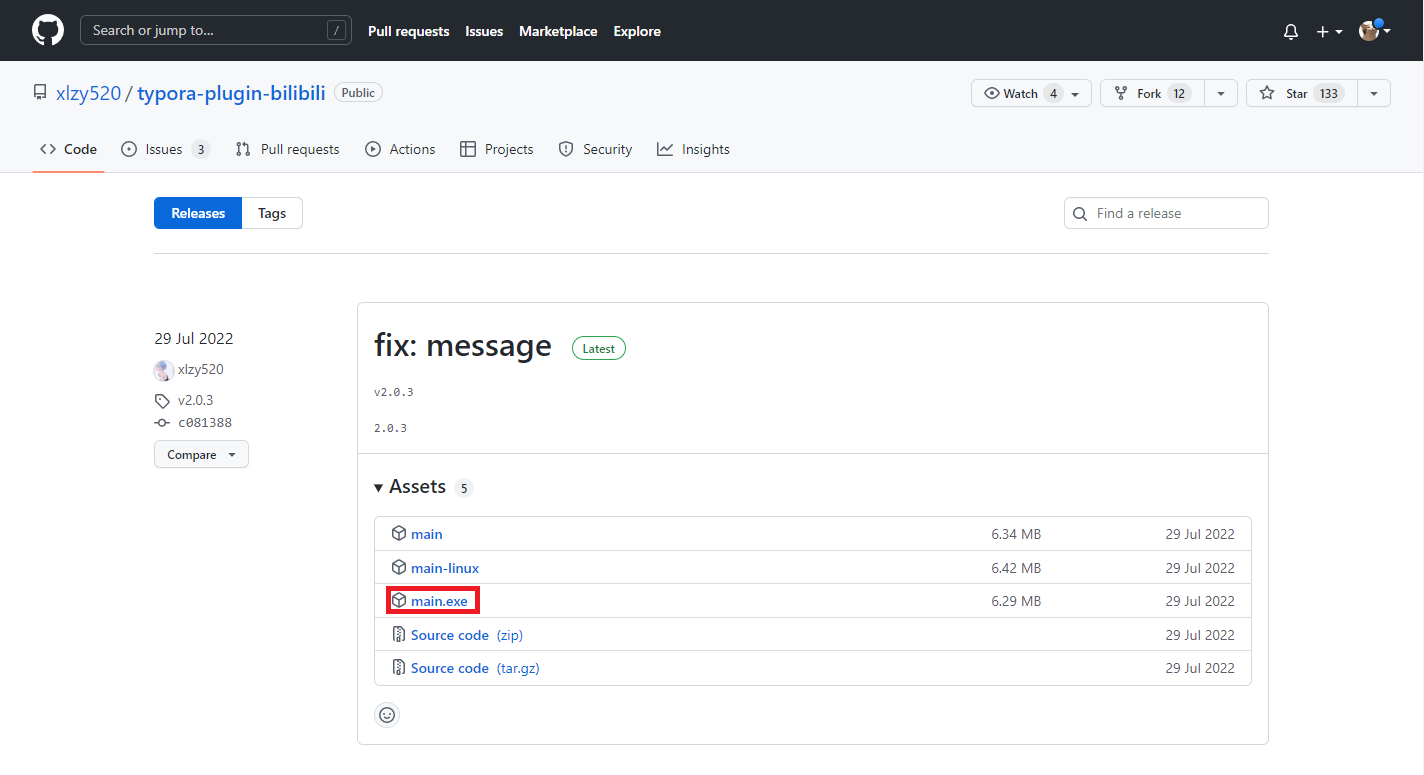 Search or jump to... /
Pull requests Issues Marketplace Explore
xlzy520 / typora-plugin-bilibili Public
Watch 4 Fork 12 Star 133
Code Issues 3 Pull requests Actions Projects Security Insights
Releases Tags
Find a release
29 Jul 2022
xlzy520
v2.0.3
c081388
Compare
fix: message Latest
v2.0.3
2.0.3
Assets 5
main 6.34 MB 29 Jul 2022
main-linux 6.42 MB 29 Jul 2022
main.exe 6.29 MB 29 Jul 2022
Source code (zip) 29 Jul 2022
Source code (tar.gz) 29 Jul 2022